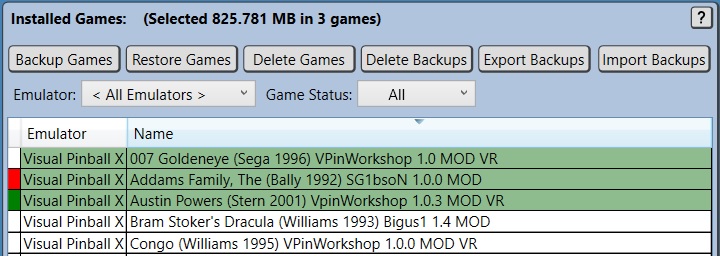 Installed Games: (Selected 825.781 MB in 3 games) ?
Backup Games Restore Games Delete Games Delete Backups Export Backups Import Backups
Emulator: < All Emulators > Game Status: All
Emulator Name
Visual Pinball X 007 Goldeneye (Sega 1996) VPinWorkshop 1.0 MOD VR
Visual Pinball X Addams Family, The (Bally 1992) SG1bsoN 1.0.0 MOD
Visual Pinball X Austin Powers (Stern 2001) VpinWorkshop 1.0.3 MOD VR
Visual Pinball X Bram Stoker's Dracula (Williams 1993) Bigus1 1.4 MOD
Visual Pinball X Congo (Williams 1995) VPinWorkshop 1.0.0 MOD VR